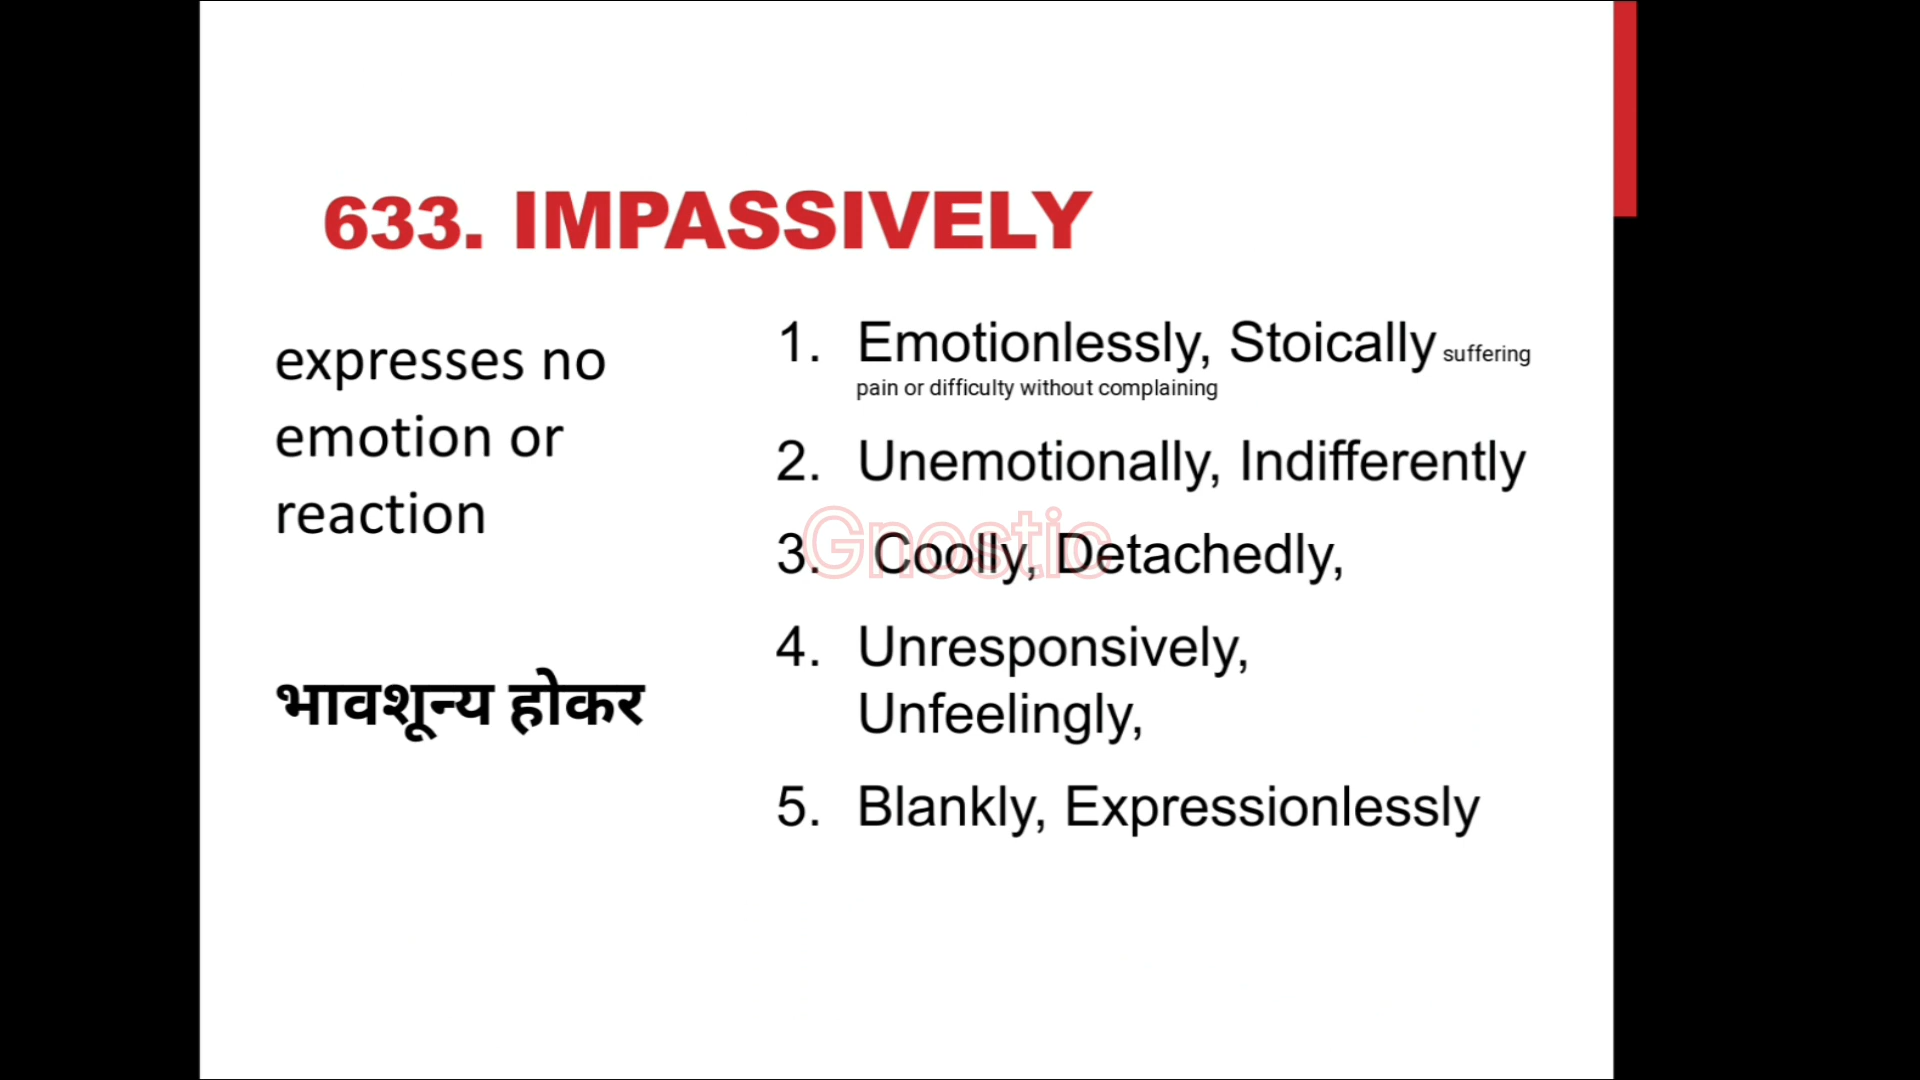 633. IMPASSIVELY
expresses no
emotion or
reaction
भावशून्य होकर
1. Emotionlessly, Stoically suffering
pain or difficulty without complaining
2. Unemotionally, Indifferently
3. Coolly, Detachedly,
4. Unresponsively,
Unfeelingly,
5. Blankly, Expressionlessly
Gnostic